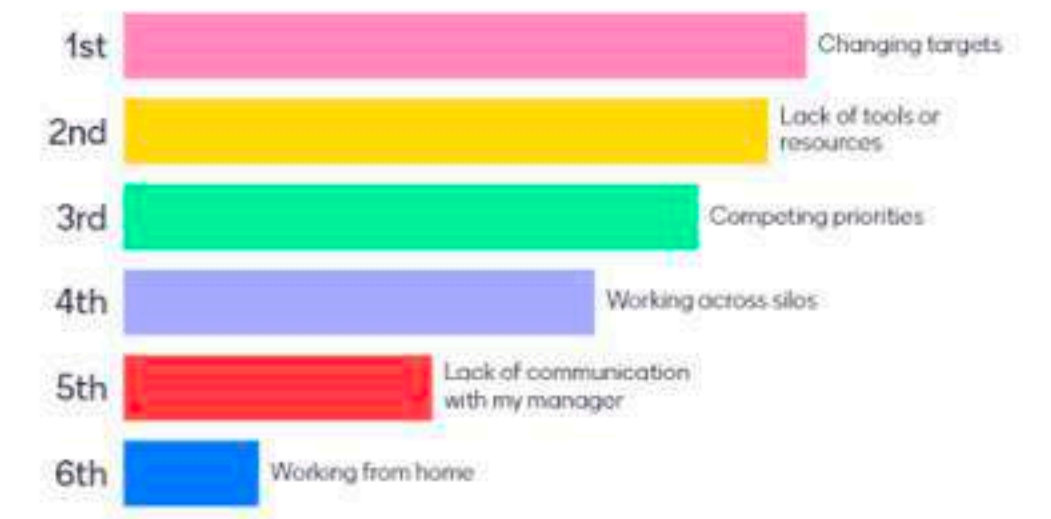 1st
Changing targets
2nd
Lack of tools or
resources
3rd
Competing priorities
4th
Working across silos
5th
Lack of communication
with my manager
6th
Working from home